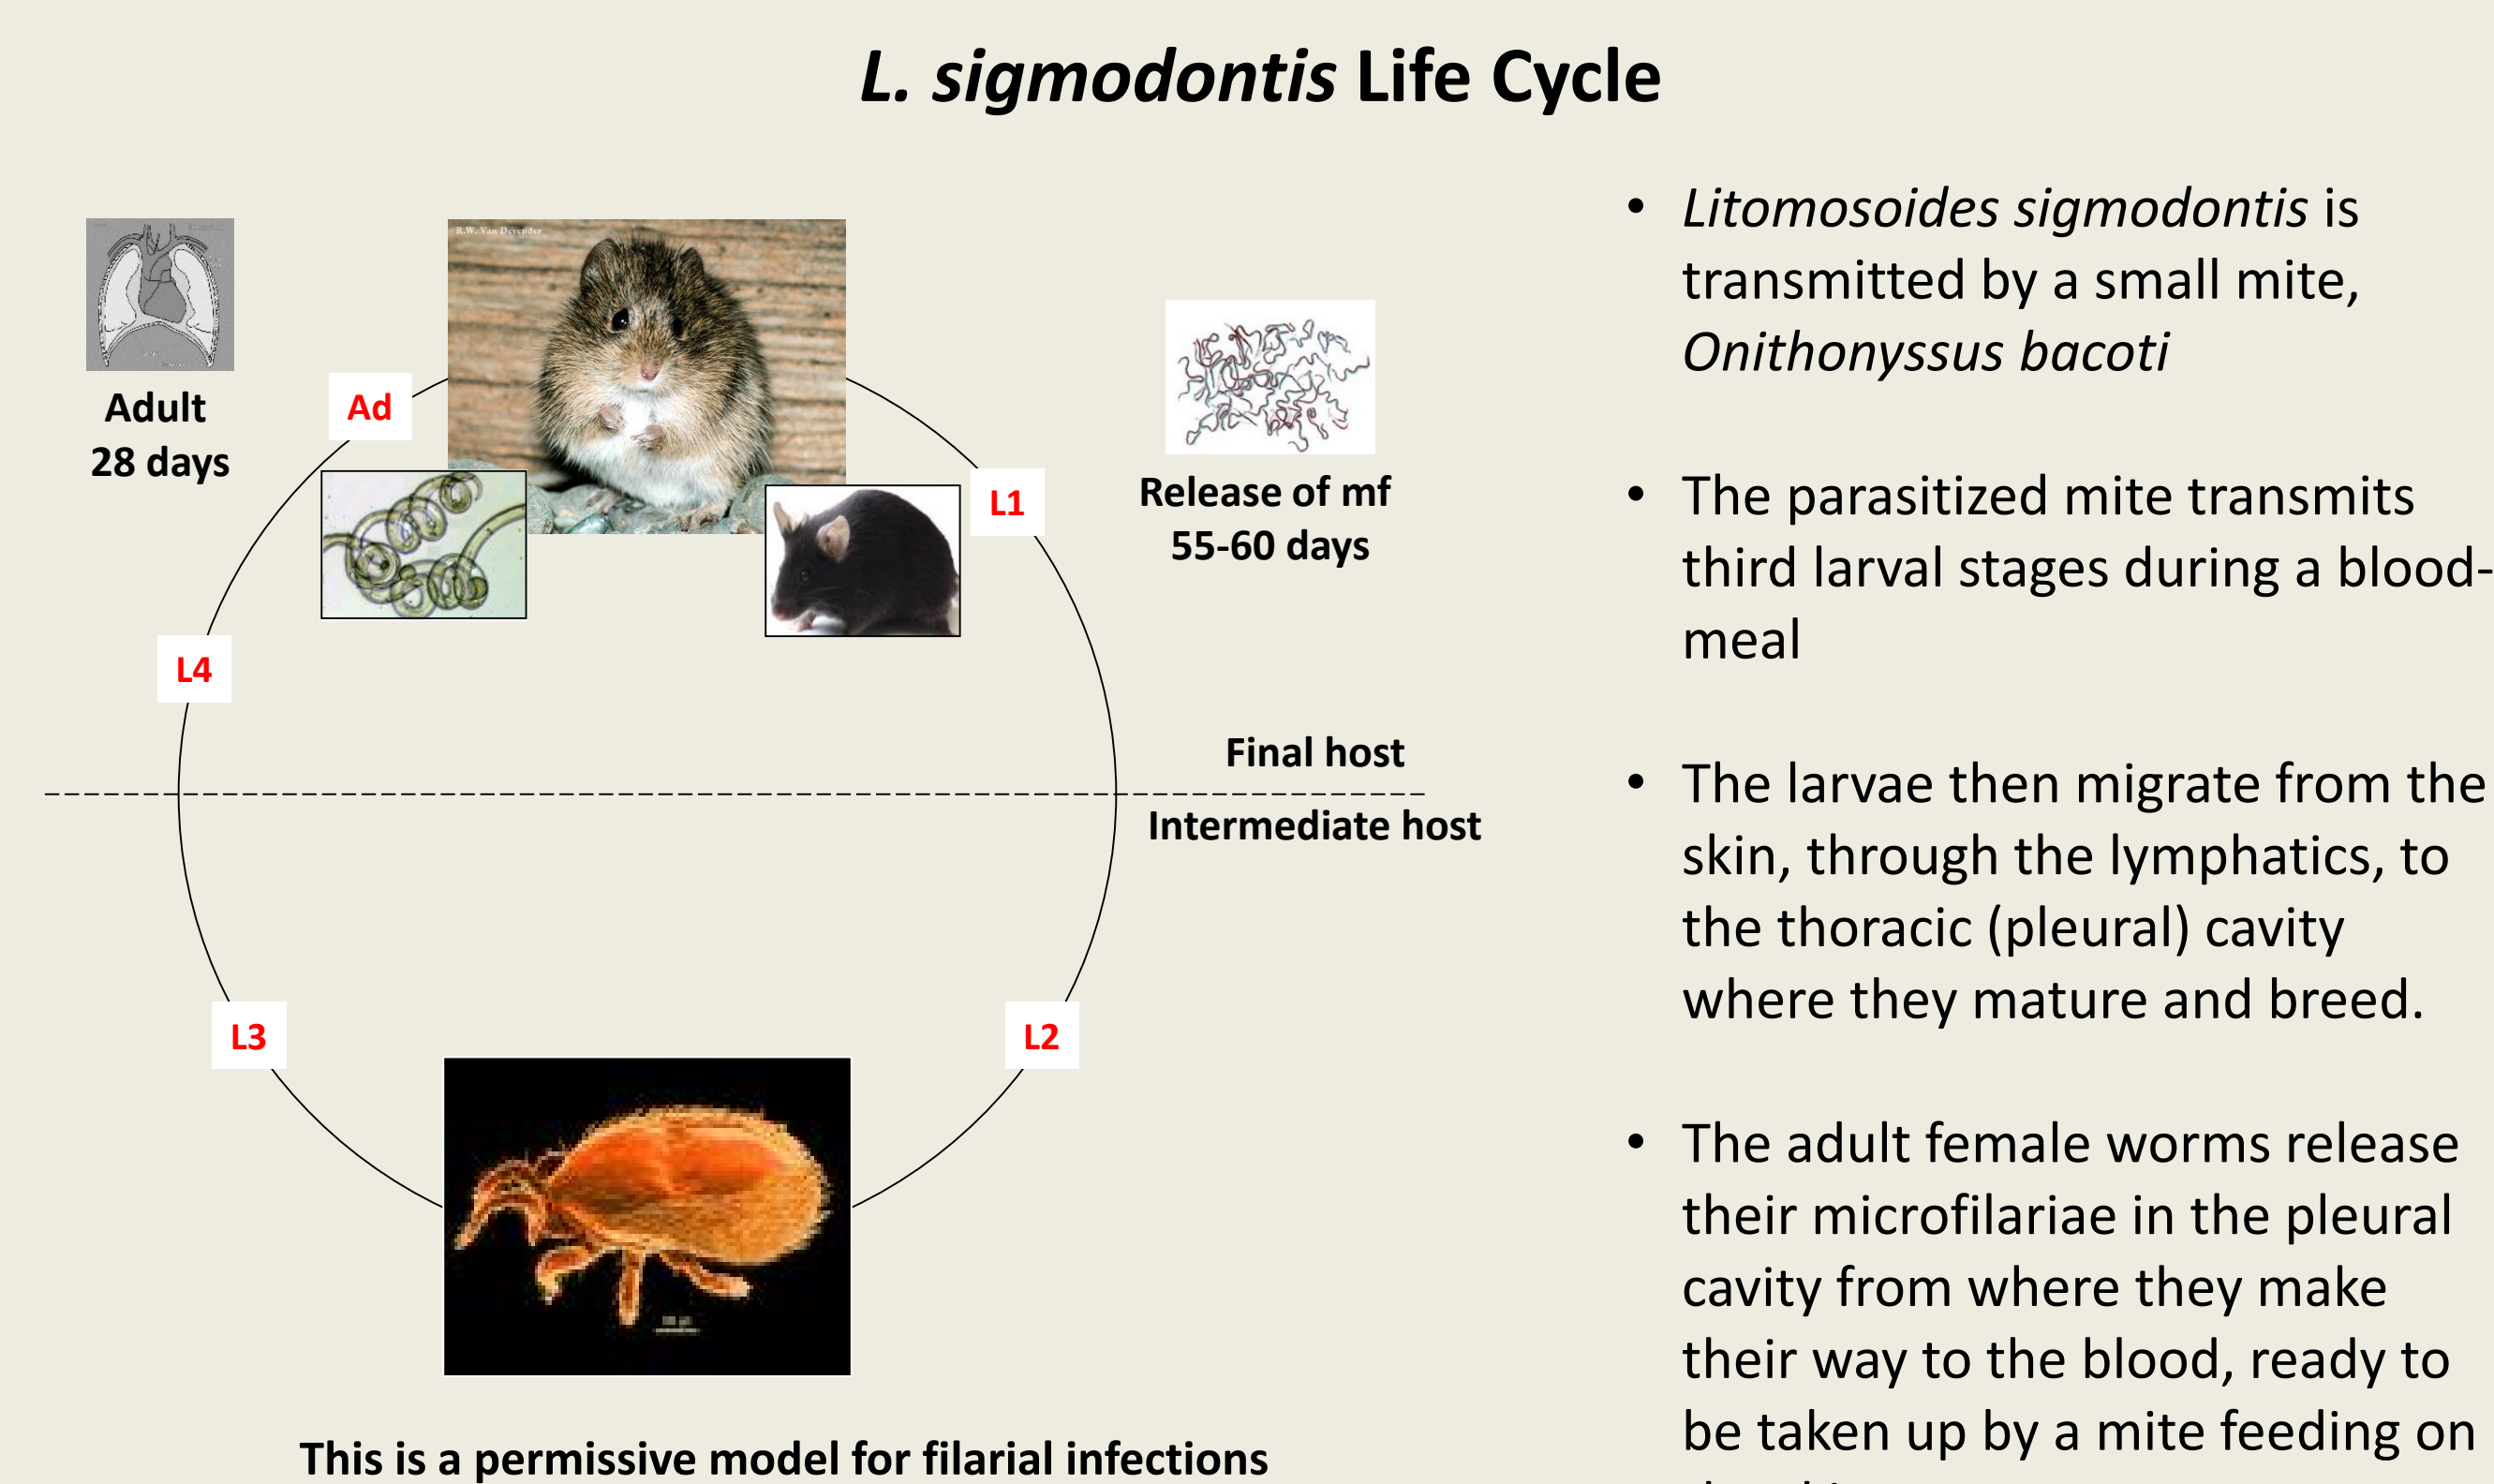 L. sigmodontis Life Cycle
R.W. Van Devender
Adult
28 days
Ad
L1
Release of mf
55-60 days
L4
Final host
Intermediate host
L3
L2
This is a permissive model for filarial infections
• Litomosoides sigmodontis is
transmitted by a small mite,
Onithonyssus bacoti
• The parasitized mite transmits
third larval stages during a blood-
meal
• The larvae then migrate from the
skin, through the lymphatics, to
the thoracic (pleural) cavity
where they mature and breed.
• The adult female worms release
their microfilariae in the pleural
cavity from where they make
their way to the blood, ready to
be taken up by a mite feeding on